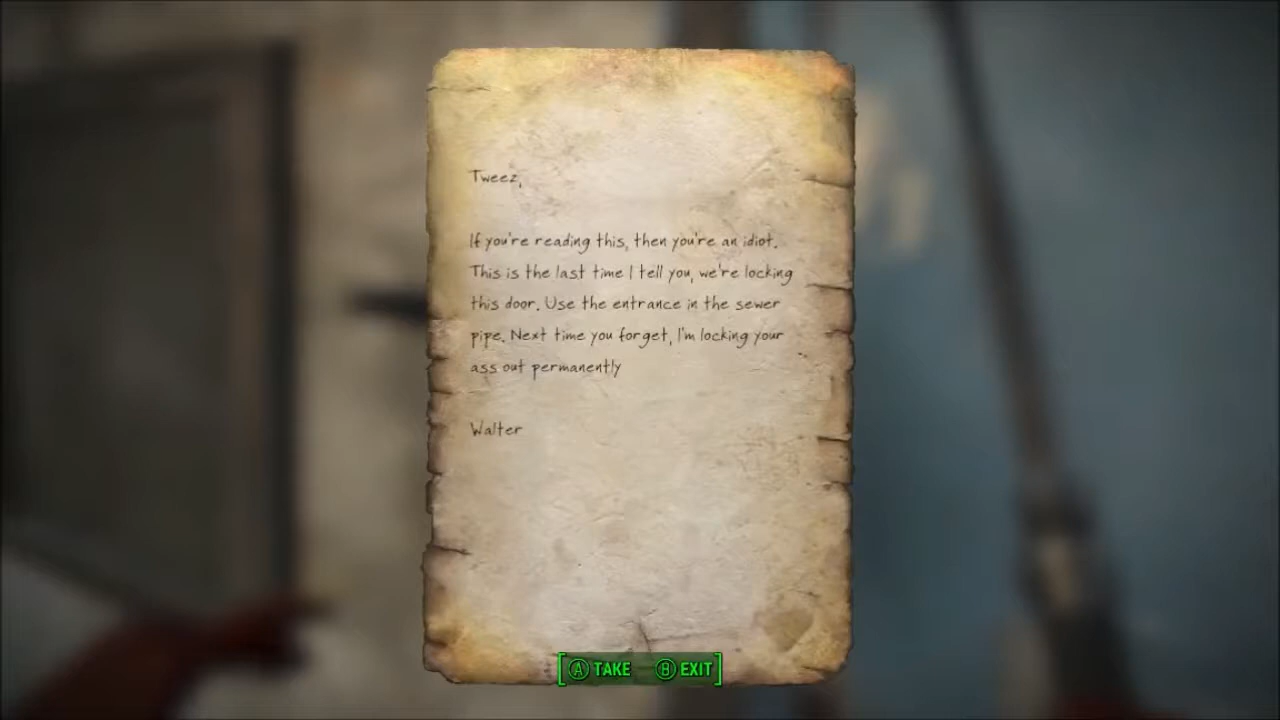 Tweez,
If you're reading this, then you're an idiot.
This is the last time I tell you, we're locking
this door. Use the entrance in the sewer
pipe. Next time you forget, I'm locking your
ass out permanently
Walter
[Ⓐ TAKE Ⓑ EXIT]